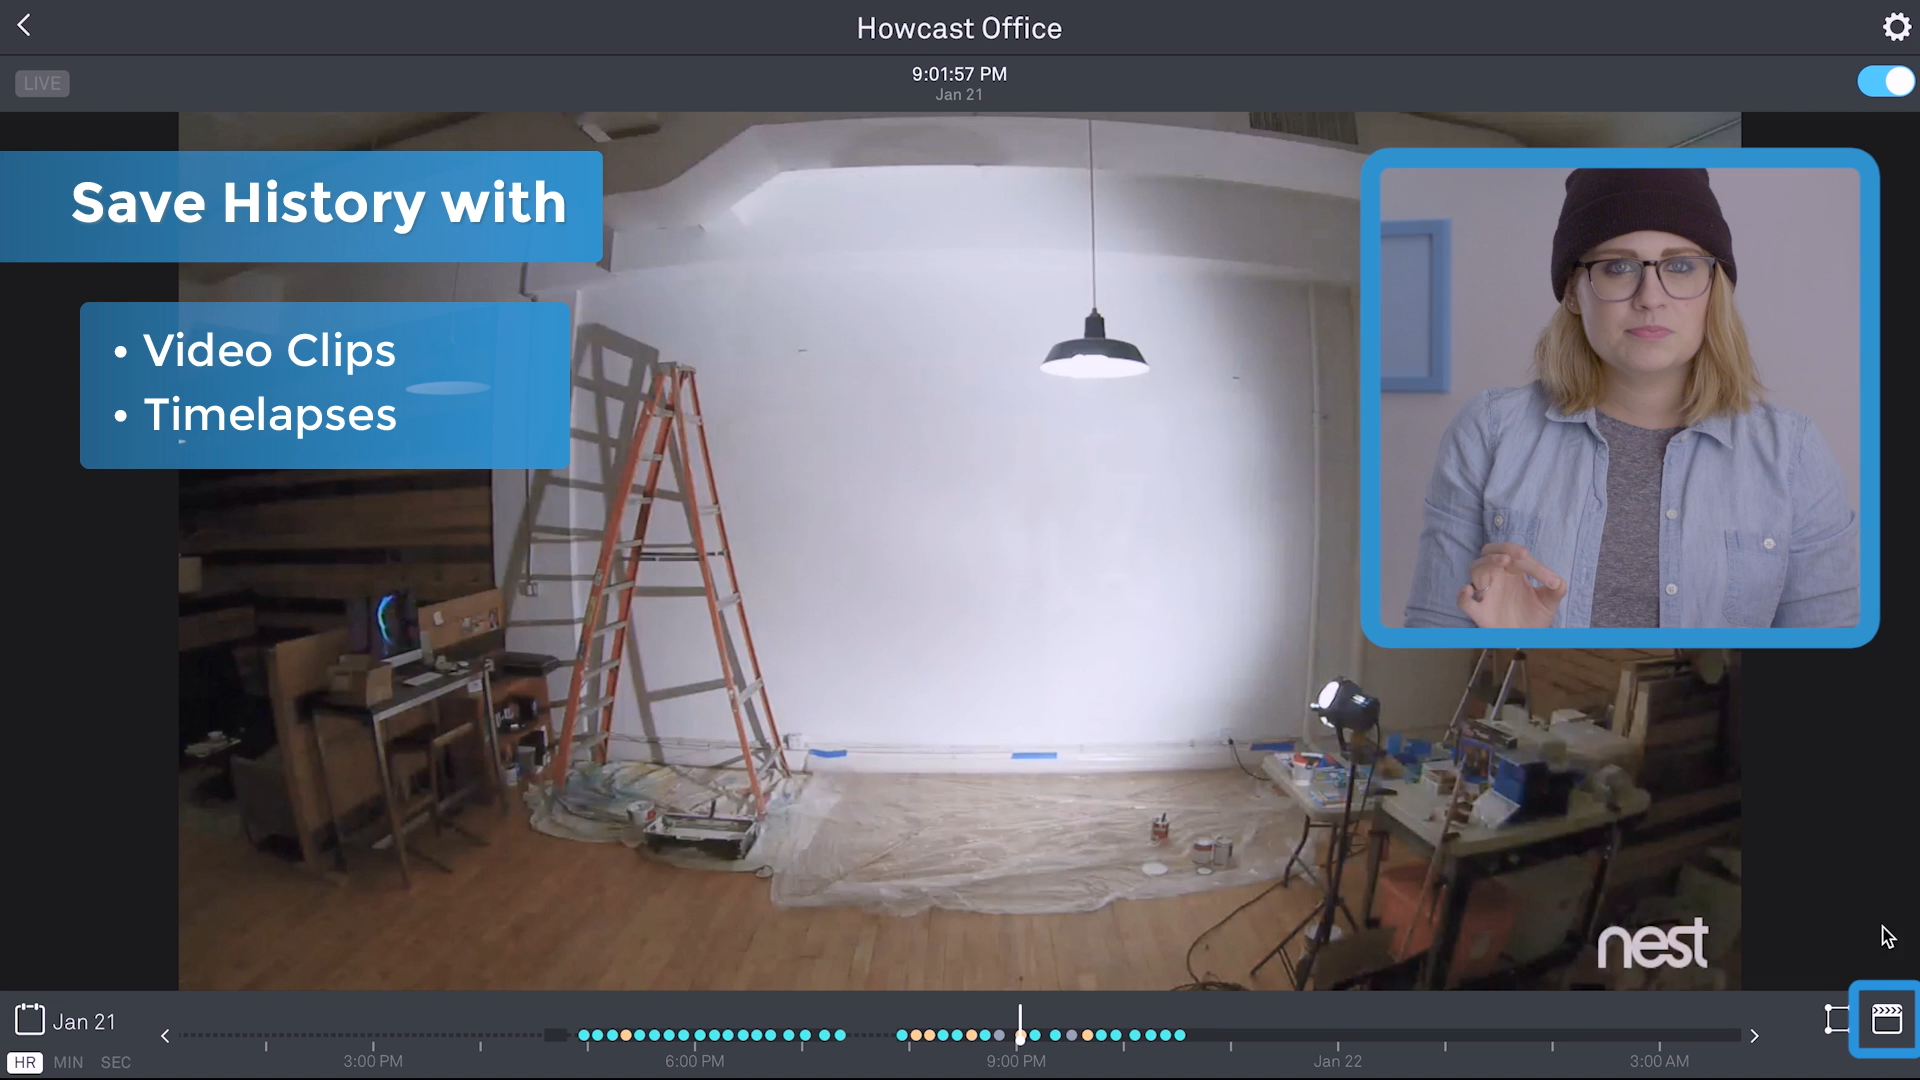 Howcast Office
LIVE
9:01:57 PM
Jan 21
Save History with
• Video Clips
• Timelapses
nest
Jan 21
HR MIN SEC
3:00 PM 6:00 PM 9:00 PM Jan 22 3:00 AM